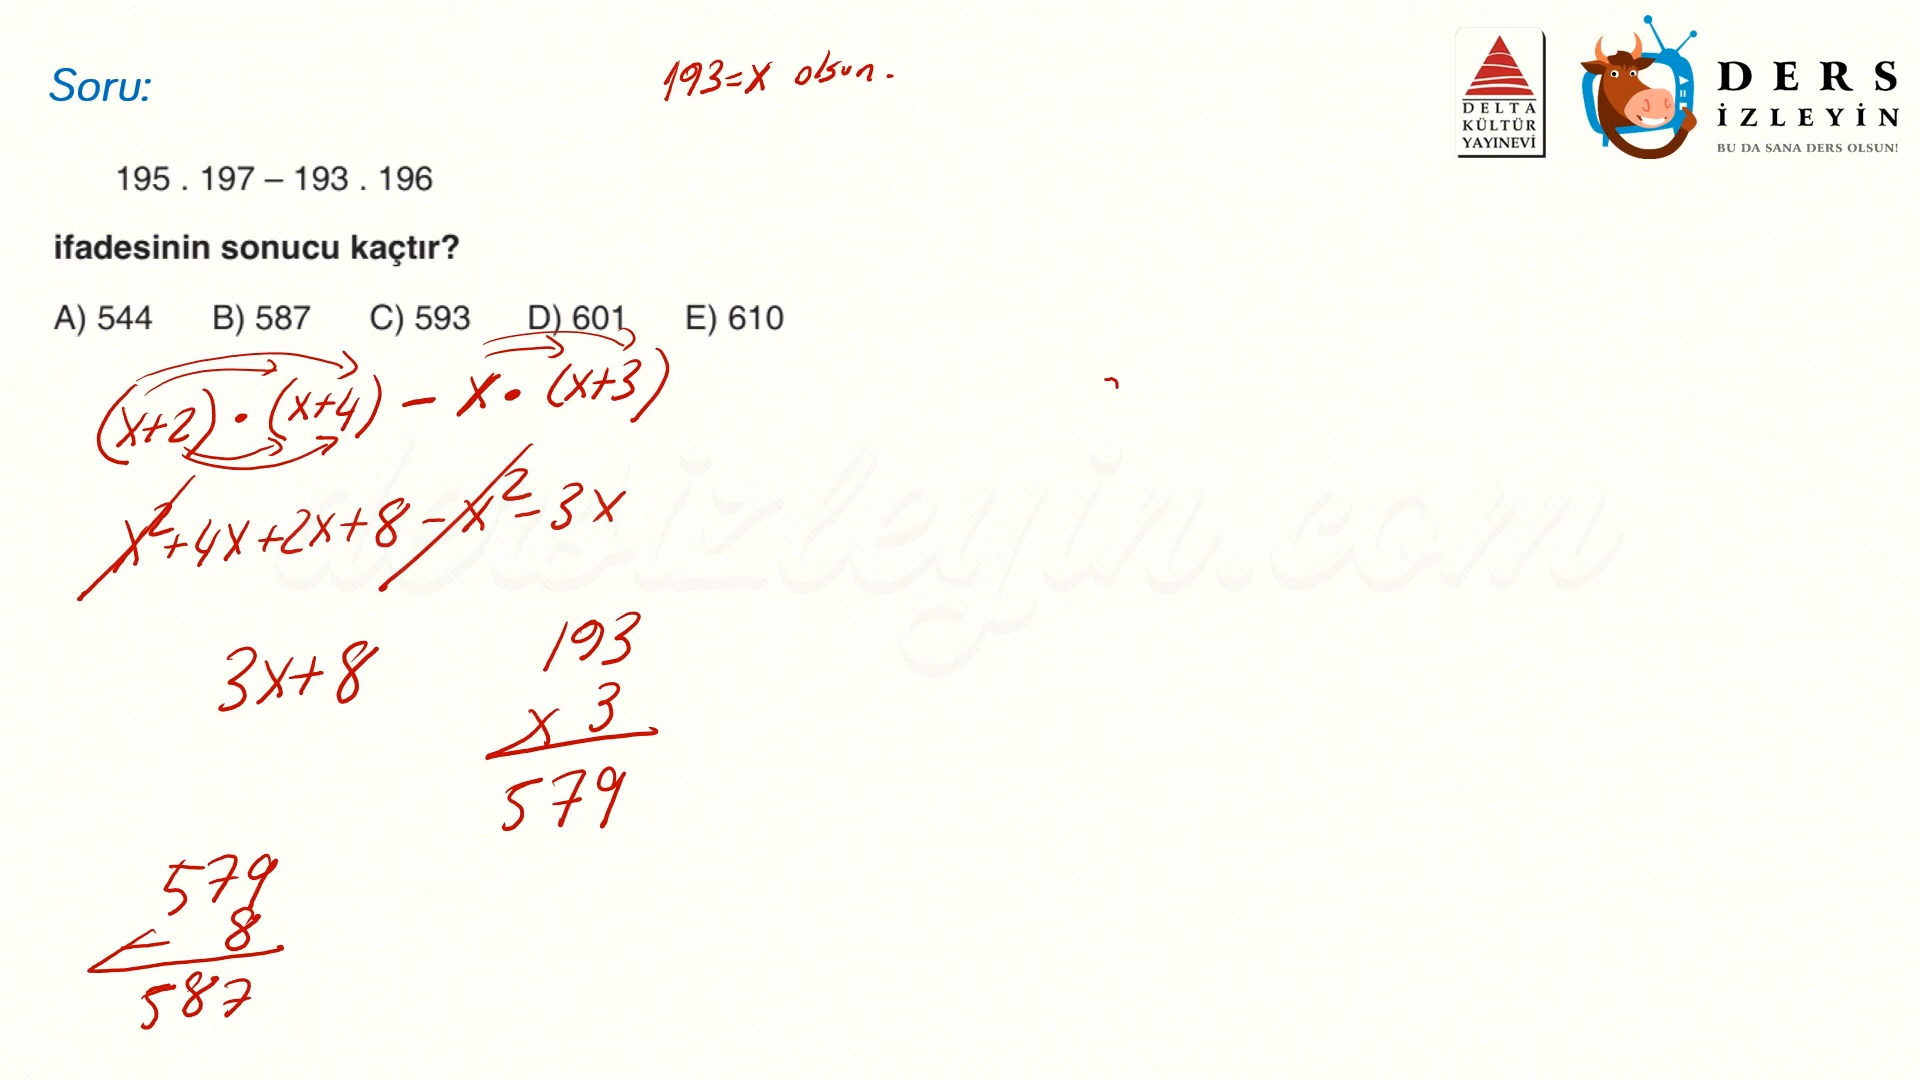 Soru:
193=x olsun.
195 . 197 – 193 . 196
ifadesinin sonucu kaçtır?
A) 544 B) 587 C) 593 D) 601 E) 610
(x+2)•(x+4) – x•(x+3)
x²+4x+2x+8–x²–3x
3x+8
193
x 3
579
579
– 8
587
DELTA
KÜLTÜR
YAYINEVİ
DERS
İZLEYİN
BU DA SANA DERS OLSUN!
dersizleyin.com